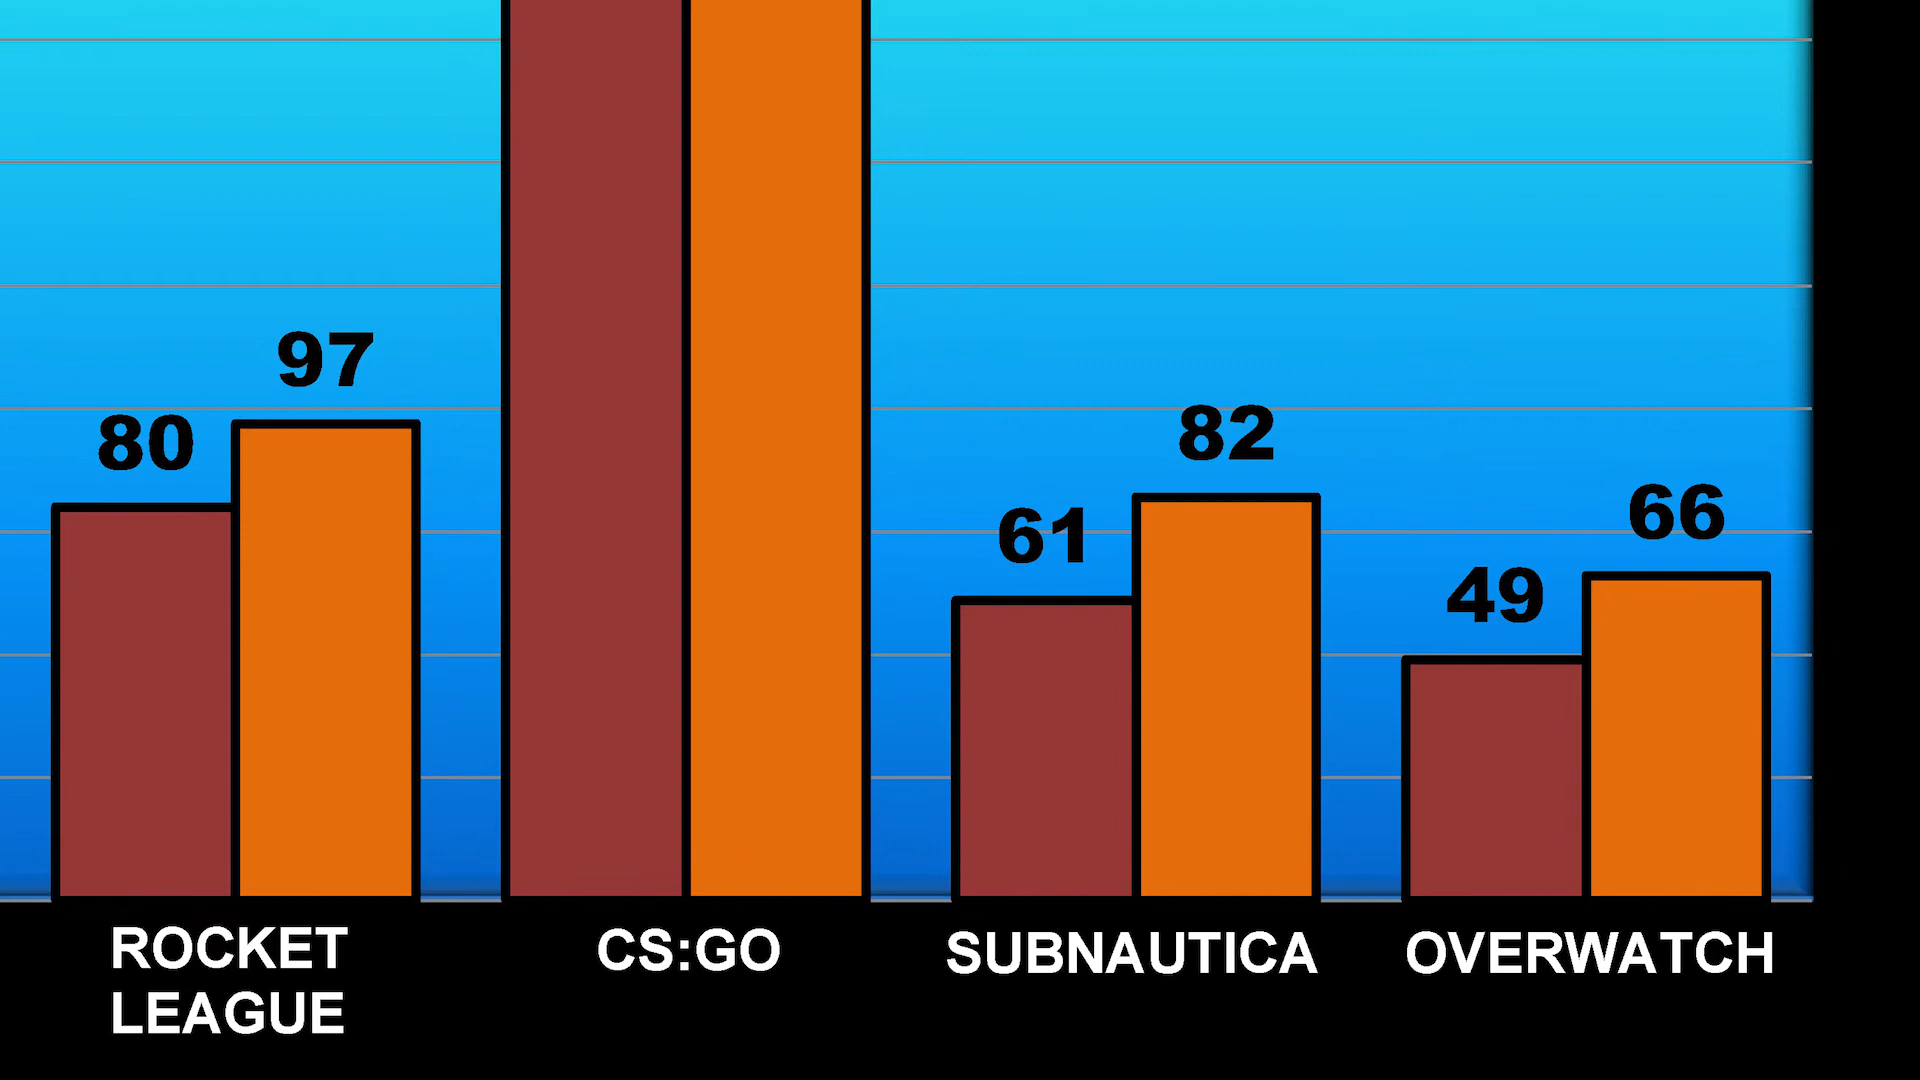 97
80
82
61
66
49
ROCKET
LEAGUE
CS:GO
SUBNAUTICA
OVERWATCH